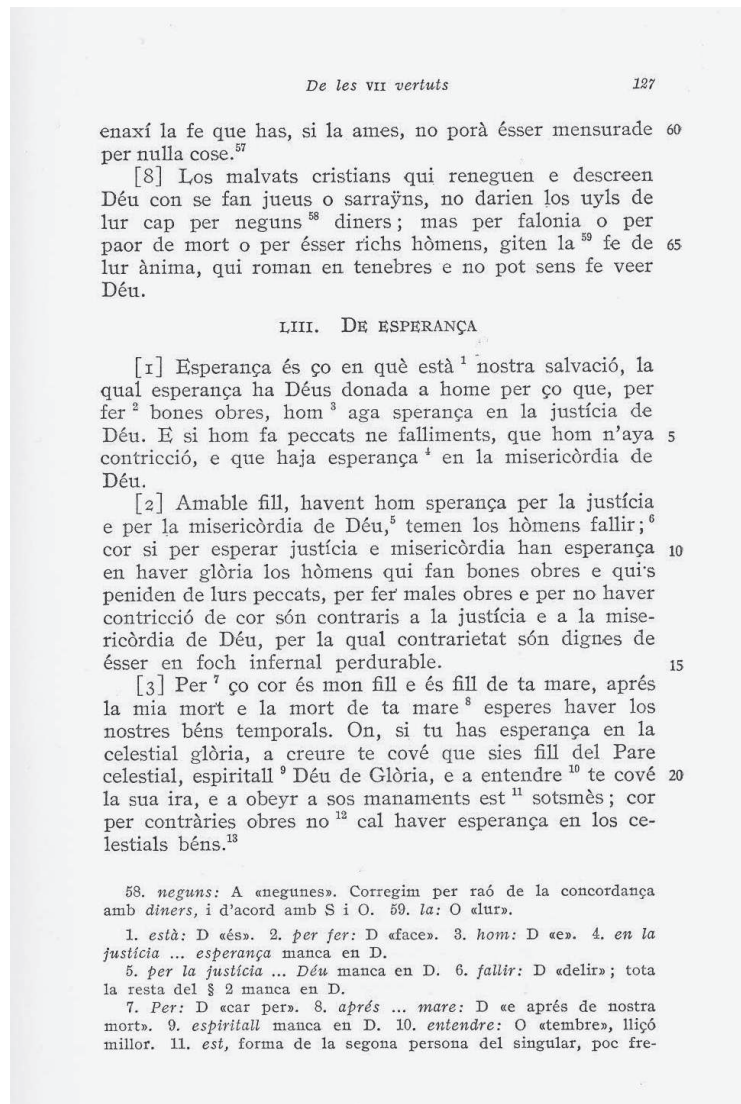 De les VII vertuts 127
enaxí la fe que has, si la ames, no porà ésser mensurade 60
per nulla cose.⁵⁷
[8] Los malvats cristians qui reneguen e descreen
Déu con se fan jueus o sarraÿns, no darien los uyls de
lur cap per neguns ⁵⁸ diners; mas per falonia o per
paor de mort o per ésser richs hòmens, giten la ⁵⁹ fe de 65
lur ànima, qui roman en tenebres e no pot sens fe veer
Déu.
LIII. DE ESPERANÇA
[1] Esperança és ço en què està ¹ nostra salvació, la
qual esperança ha Déus donada a home per ço que, per
fer ² bones obres, hom ³ aga sperança en la justícia de
Déu. E si hom fa peccats ne falliments, que hom n'aya 5
contricció, e que haja esperança ⁴ en la misericòrdia de
Déu.
[2] Amable fill, havent hom sperança per la justícia
e per la misericòrdia de Déu,⁵ temen los hòmens fallir;⁶
cor si per esperar justícia e misericòrdia han esperança 10
en haver glòria los hòmens qui fan bones obres e qui·s
peniden de lurs peccats, per fer males obres e per no haver
contricció de cor són contraris a la justícia e a la mise-
ricòrdia de Déu, per la qual contrarietat són dignes de
ésser en foch infernal perdurable. 15
[3] Per ⁷ ço cor és mon fill e és fill de ta mare, aprés
la mia mort e la mort de ta mare ⁸ esperes haver los
nostres béns temporals. On, si tu has esperança en la
celestial glòria, a creure te cové que sies fill del Pare
celestial, espiritall ⁹ Déu de Glòria, e a entendre ¹⁰ te cové 20
la sua ira, e a obeyr a sos manaments est ¹¹ sotsmès; cor
per contràries obres no ¹² cal haver esperança en los ce-
lestials béns.¹³
58. neguns: A «negunes». Corregim per raó de la concordança
amb diners, i d'acord amb S i O. 59. la: O «lur».
1. està: D «és». 2. per fer: D «face». 3. hom: D «e». 4. en la
justícia ... esperança manca en D.
5. per la justícia ... Déu manca en D. 6. fallir: D «delir»; tota
la resta del § 2 manca en D.
7. Per: D «car per». 8. aprés ... mare: D «e aprés de nostra
mort». 9. espiritall manca en D. 10. entendre: O «tembre», lliçó
millor. 11. est, forma de la segona persona del singular, poc fre-